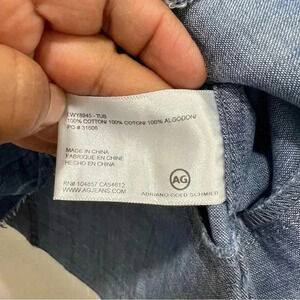 LWY8945-TUS
100% COTTON/ 100% COTON/ 100% ALGODON/
PO # 31606
MADE IN CHINA
FABRIQUE EN CHINE
HECHO EN CHINA
RN# 104857 CA54612
WWW.AGJEANS.COM
AG
ADRIANO GOLDSCHMIED